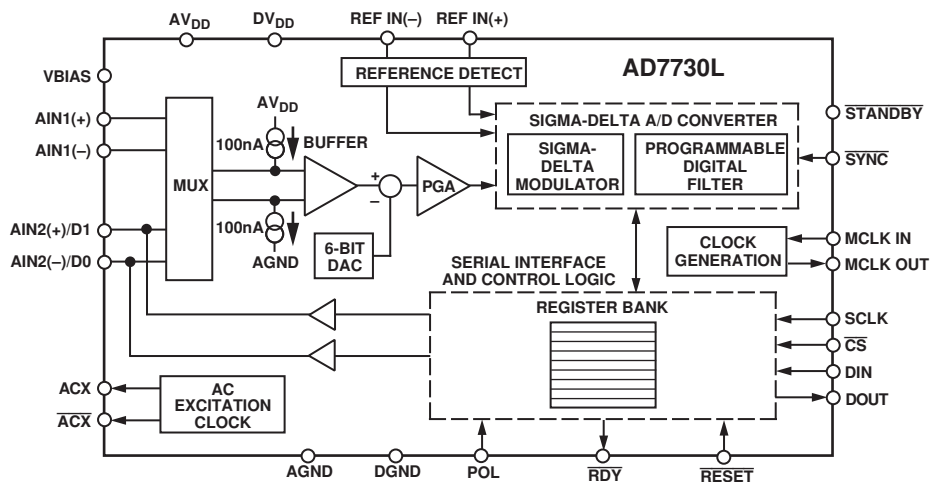 AVDD
DVDD
REF IN(–)
REF IN(+)
REFERENCE DETECT
AD7730L
VBIAS
AIN1(+)
AIN1(–)
MUX
AVDD
100nA
BUFFER
100nA
AGND
+
–
6-BIT
DAC
PGA
SIGMA-DELTA A/D CONVERTER
SIGMA-
DELTA
MODULATOR
PROGRAMMABLE
DIGITAL
FILTER
STANDBY
SYNC
AIN2(+)/D1
AIN2(–)/D0
CLOCK
GENERATION
MCLK IN
MCLK OUT
SERIAL INTERFACE
AND CONTROL LOGIC
REGISTER BANK
SCLK
CS
DIN
DOUT
ACX
ACX
AC
EXCITATION
CLOCK
AGND
DGND
POL
RDY
RESET